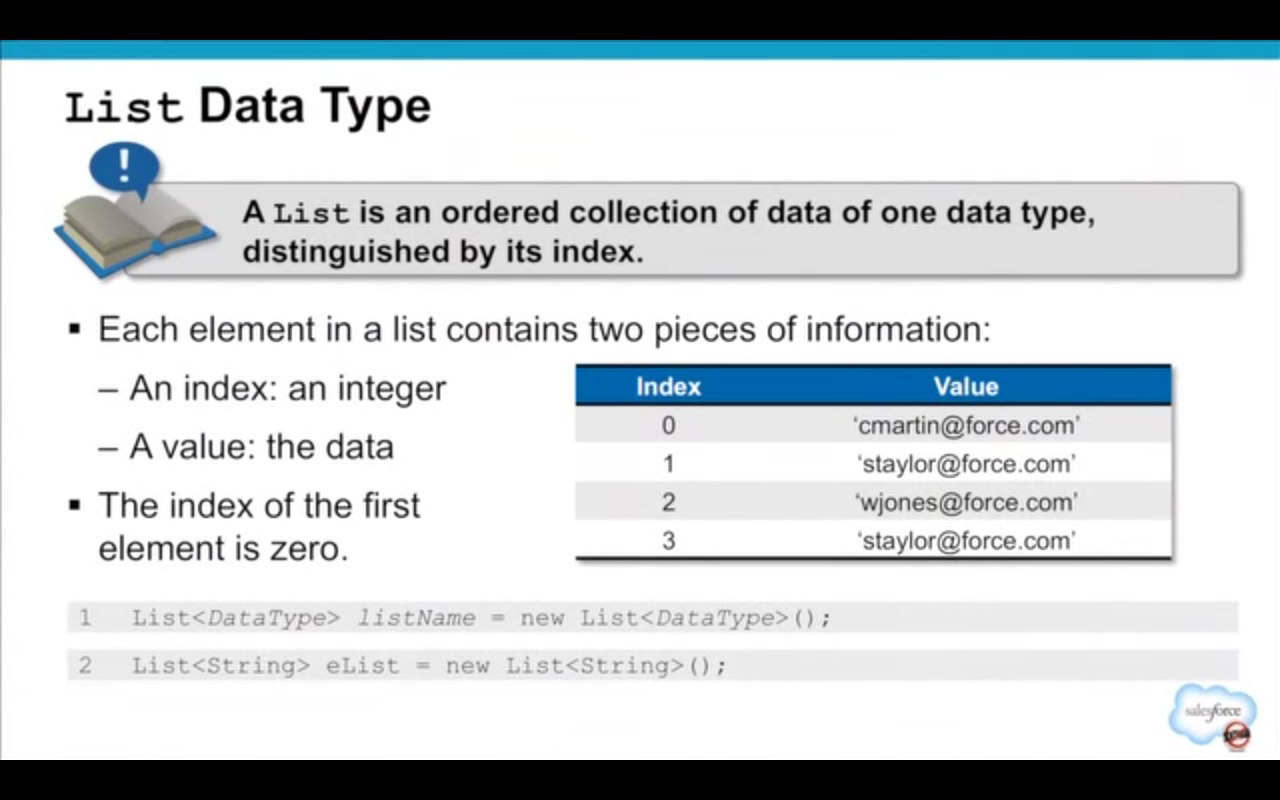 List Data Type
!
A List is an ordered collection of data of one data type,
distinguished by its index.
▪ Each element in a list contains two pieces of information:
– An index: an integer
– A value: the data
▪ The index of the first
element is zero.
Index Value
0 ‘cmartin@force.com’
1 ‘staylor@force.com’
2 ‘wjones@force.com’
3 ‘staylor@force.com’
1 List<DataType> listName = new List<DataType>();
2 List<String> eList = new List<String>();
salesforce